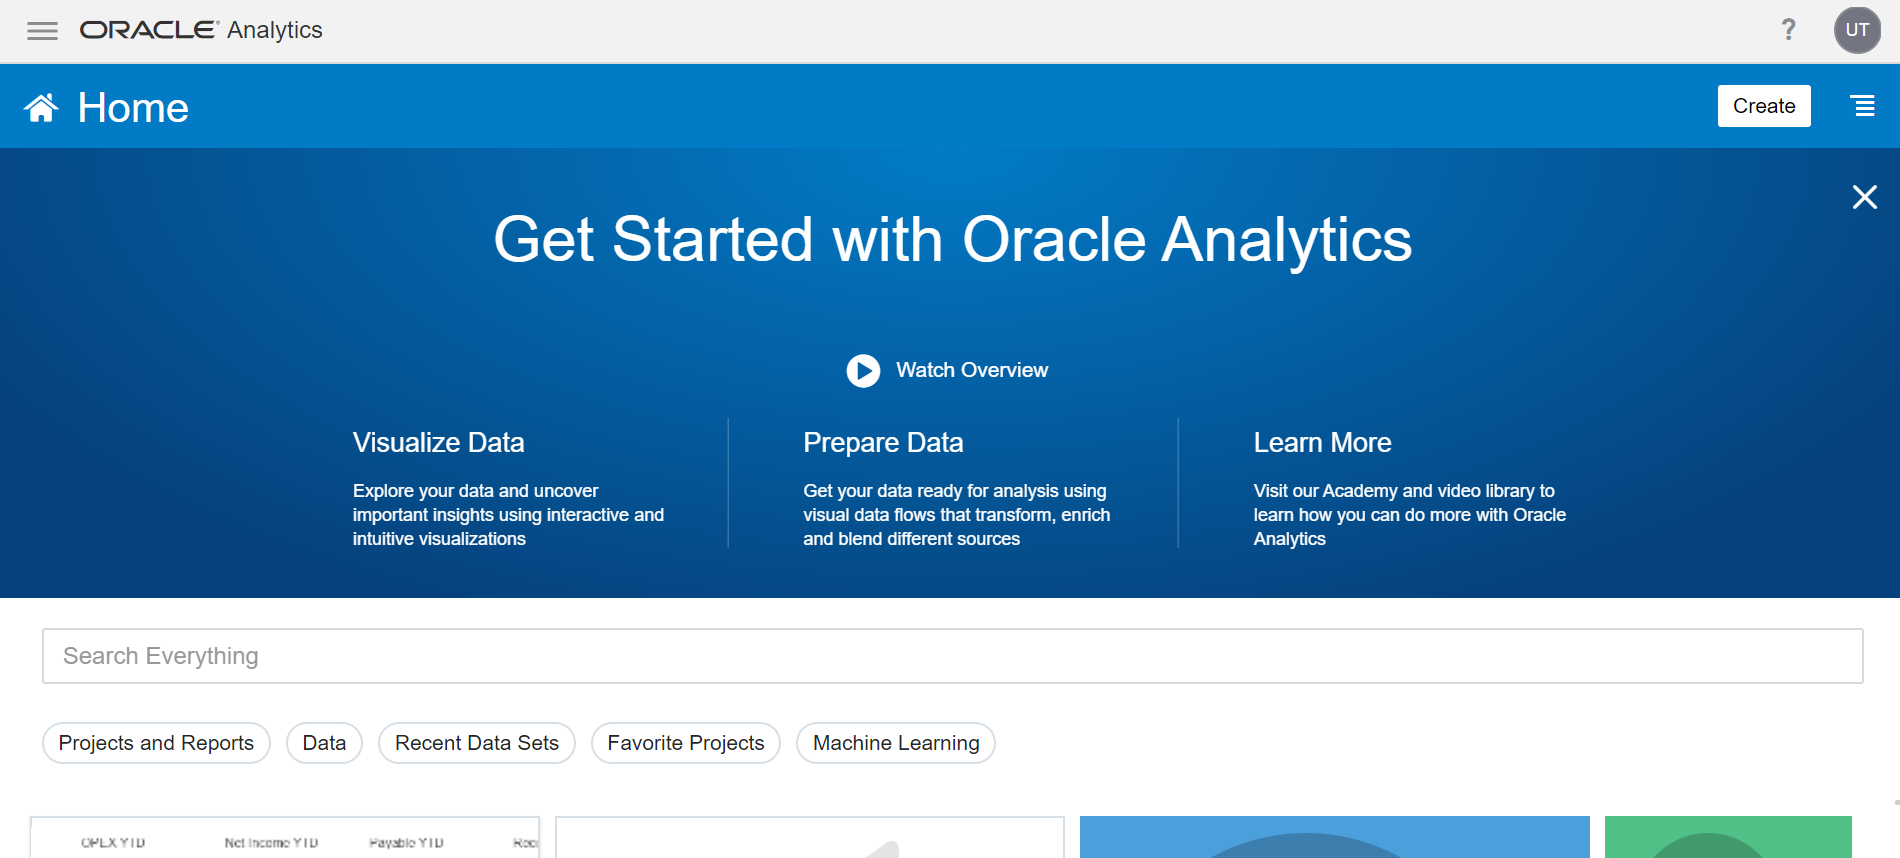 ORACLE® Analytics
? UT
Home
Create
Get Started with Oracle Analytics
Watch Overview
Visualize Data
Explore your data and uncover
important insights using interactive and
intuitive visualizations
Prepare Data
Get your data ready for analysis using
visual data flows that transform, enrich
and blend different sources
Learn More
Visit our Academy and video library to
learn how you can do more with Oracle
Analytics
Search Everything
Projects and Reports Data Recent Data Sets Favorite Projects Machine Learning
OPEX YTD Net Income YTD Payable YTD